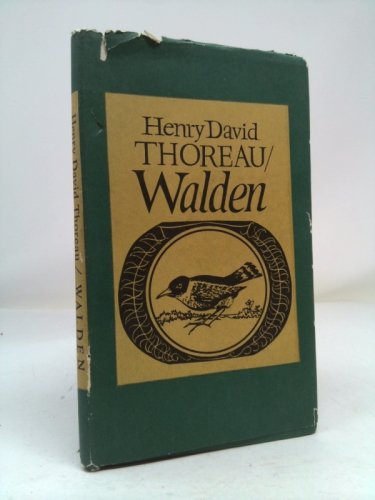 Henry David
THOREAU/
Walden
Henry David Thoreau / WALDEN